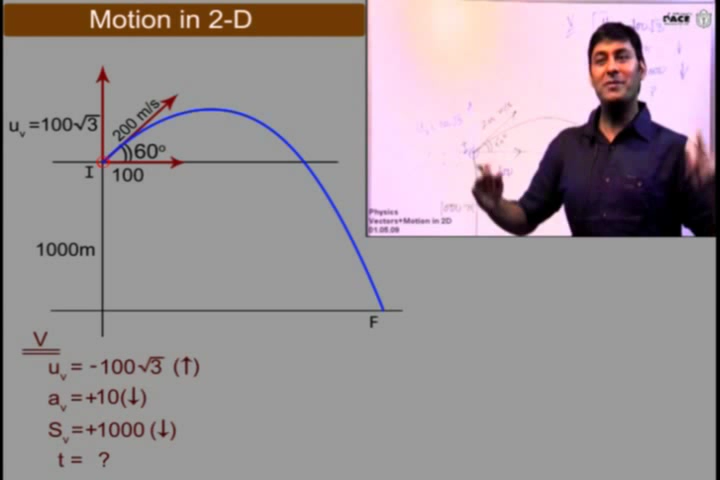 Motion in 2-D
PACE
u_v = 100√3
200 m/s
60°
I
100
1000m
F
Physics
Vectors+Motion in 2D
01.05.09
V
u_v = -100√3 (↑)
a_v = +10(↓)
S_v = +1000 (↓)
t = ?